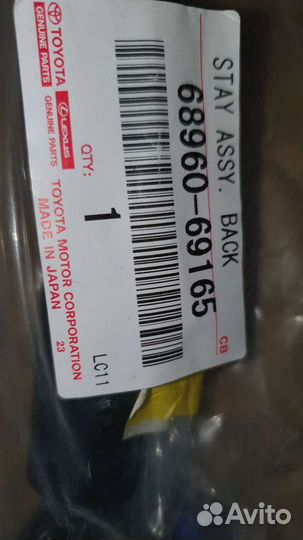 STAY ASSY. BACK
68960-69165
CB
QTY:
1
LC11
TOYOTA
GENUINE PARTS
LEXUS
GENUINE PARTS
TOYOTA MOTOR CORPORATION
MADE IN JAPAN
23
Avito